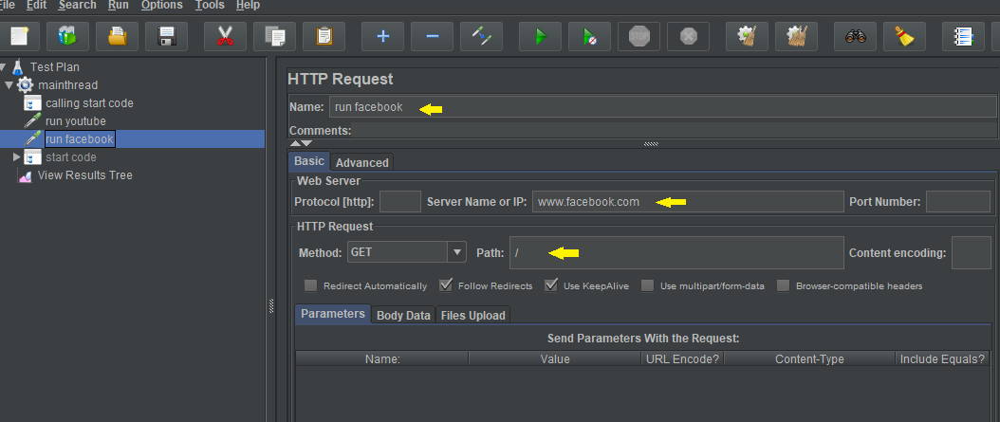 File Edit Search Run Options Tools Help
STOP
Test Plan
mainthread
calling start code
run youtube
run facebook
start code
View Results Tree
HTTP Request
Name: run facebook
Comments:
Basic Advanced
Web Server
Protocol [http]: Server Name or IP: www.facebook.com Port Number:
HTTP Request
Method: GET Path: / Content encoding:
Redirect Automatically Follow Redirects Use KeepAlive Use multipart/form-data Browser-compatible headers
Parameters Body Data Files Upload
Send Parameters With the Request:
Name: Value URL Encode? Content-Type Include Equals?